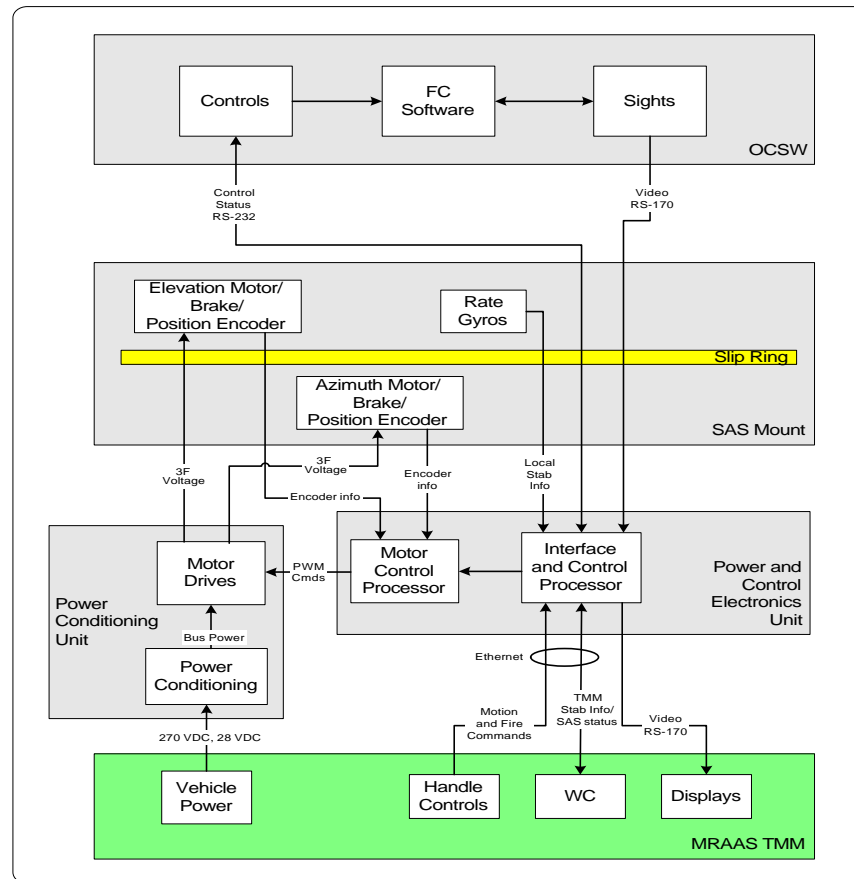 Controls
FC
Software
Sights
OCSW
Control
Status
RS-232
Video
RS-170
Elevation Motor/
Brake/
Position Encoder
Rate
Gyros
Slip Ring
Azimuth Motor/
Brake/
Position Encoder
SAS Mount
3F
Voltage
3F
Voltage
Encoder info
Encoder
info
Local
Stab
Info
Motor
Drives
PWM
Cmds
Motor
Control
Processor
Interface
and Control
Processor
Power and
Control
Electronics
Unit
Power
Conditioning
Unit
Bus Power
Power
Conditioning
Ethernet
270 VDC, 28 VDC
Motion
and Fire
Commands
TMM
Stab Info/
SAS status
Video
RS-170
Vehicle
Power
Handle
Controls
WC
Displays
MRAAS TMM